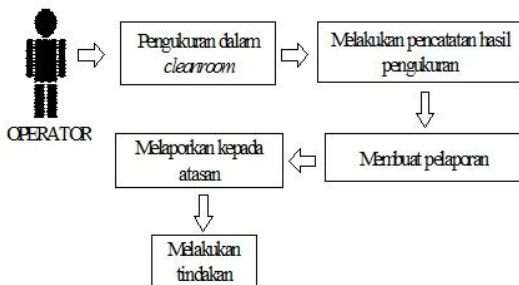 OPERATOR
Pengukuran dalam
cleanroom
Melakukan pencatatan hasil
pengukuran
Membuat pelaporan
Melaporkan kepada
atasan
Melakukan
tindakan